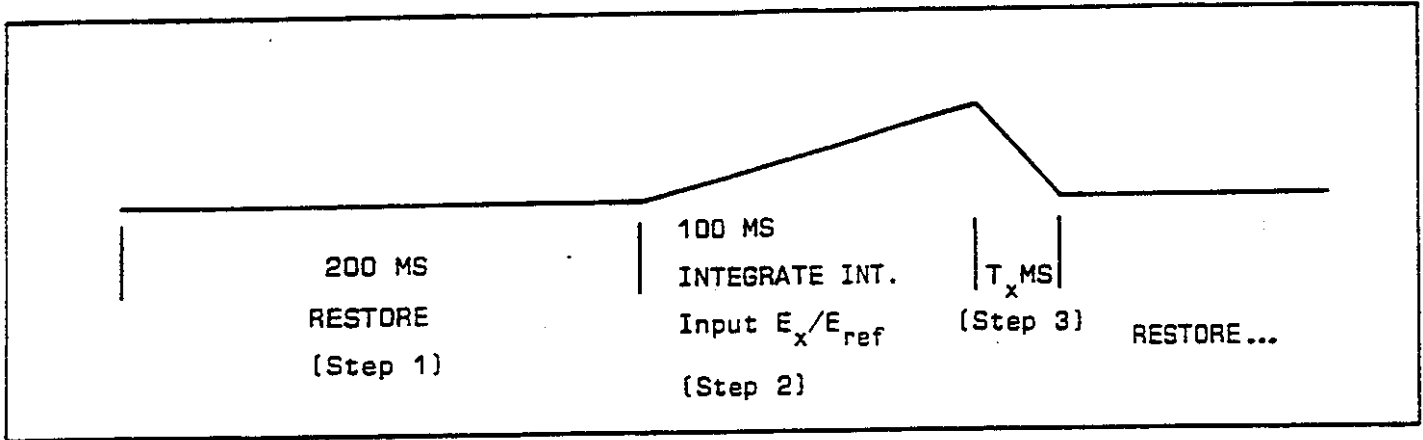 200 MS
RESTORE
(Step 1)
100 MS
INTEGRATE INT.
Input E_x/E_ref
(Step 2)
T_x MS
(Step 3)
RESTORE...